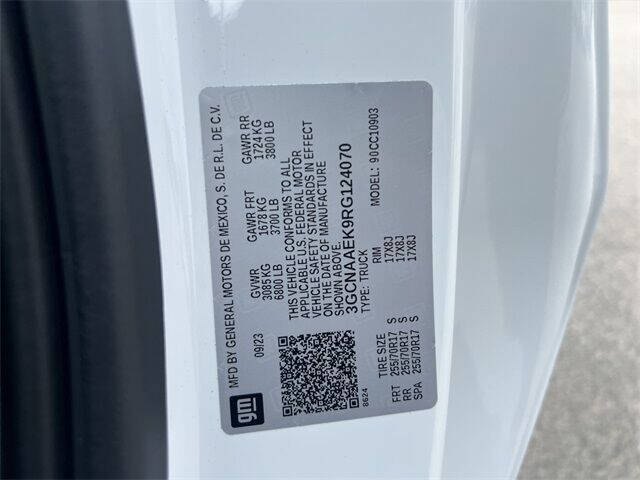 MFD BY GENERAL MOTORS DE MEXICO, S. DE R.L. DE C.V.
09/23 GVWR GAWR FRT GAWR RR
3085 KG 1678 KG 1724 KG
6800 LB 3700 LB 3800 LB
THIS VEHICLE CONFORMS TO ALL
APPLICABLE U.S. FEDERAL MOTOR
VEHICLE SAFETY STANDARDS IN EFFECT
ON THE DATE OF MANUFACTURE
SHOWN ABOVE.
3GCNAAEK9RG124070
TYPE: TRUCK MODEL: 90CC10903
gm
8624
TIRE SIZE RIM
FRT 255/70R17 S 17X8J
RR 255/70R17 S 17X8J
SPA 255/70R17 S 17X8J